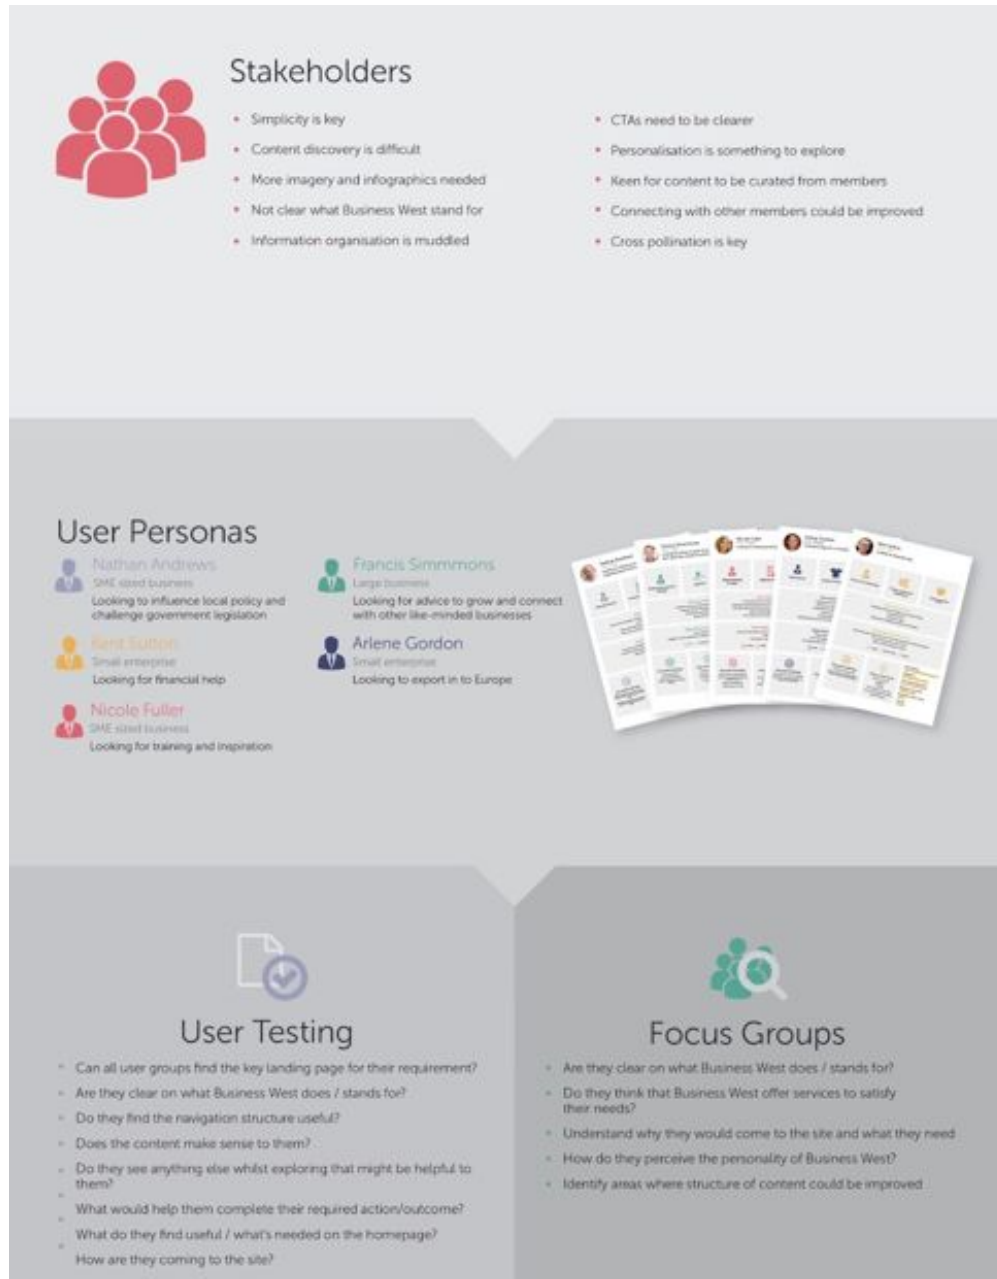 Stakeholders
Simplicity is key
Content discovery is difficult
More imagery and infographics needed
Not clear what Business West stand for
Information organisation is muddled
CTAs need to be clearer
Personalisation is something to explore
Keen for content to be curated from members
Connecting with other members could be improved
Cross pollination is key
User Personas
Nathan Andrews
SME sized business
Looking to influence local policy and
challenge government legislation
Kent Sutton
Small enterprise
Looking for financial help
Nicole Fuller
SME sized business
Looking for training and inspiration
Francis Simmmons
Large business
Looking for advice to grow and connect
with other like-minded businesses
Arlene Gordon
Small enterprise
Looking to export in to Europe
User Testing
Can all user groups find the key landing page for their requirement?
Are they clear on what Business West does / stands for?
Do they find the navigation structure useful?
Does the content make sense to them?
Do they see anything else whilst exploring that might be helpful to
them?
What would help them complete their required action/outcome?
What do they find useful / what's needed on the homepage?
How are they coming to the site?
Focus Groups
Are they clear on what Business West does / stands for?
Do they think that Business West offer services to satisfy
their needs?
Understand why they would come to the site and what they need
How do they perceive the personality of Business West?
Identify areas where structure of content could be improved